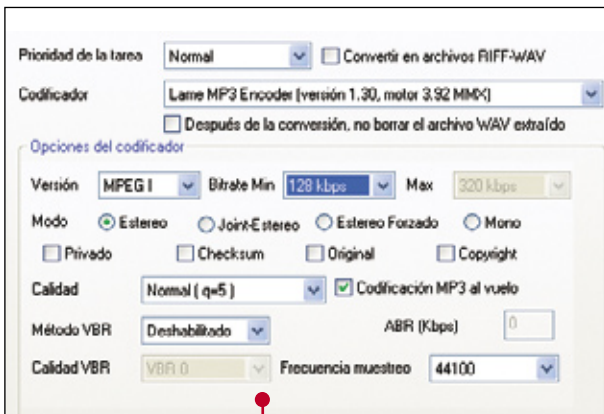 Prioridad de la tarea Normal Convertir en archivos RIFF-WAV
Codificador Lame MP3 Encoder (versión 1.30, motor 3.92 MMX)
Después de la conversión, no borrar el archivo WAV extraído
Opciones del codificador
Versión MPEG I Bitrate Min 128 kbps Max 320 kbps
Modo Estereo Joint-Estereo Estereo Forzado Mono
Privado Checksum Original Copyright
Calidad Normal ( q=5 ) Codificación MP3 al vuelo
Método VBR Deshabilitado ABR (Kbps) 0
Calidad VBR VBR 0 Frecuencia muestreo 44100